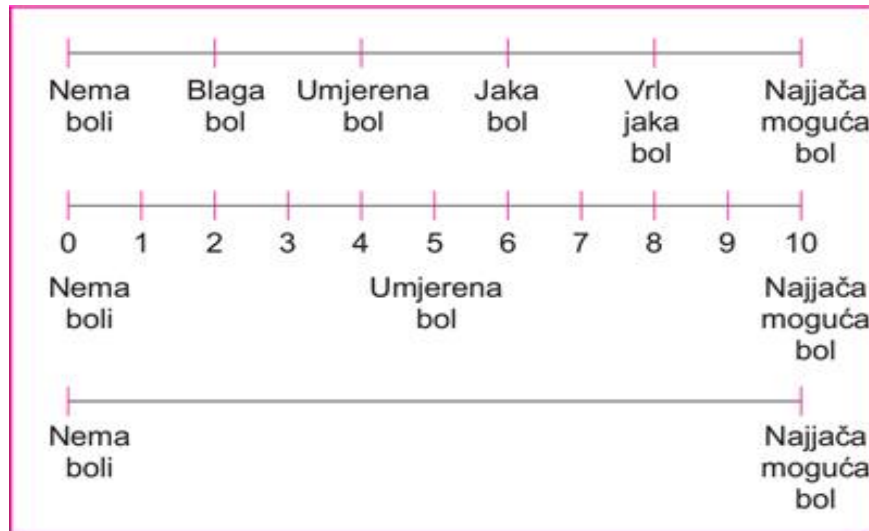 Nema Blaga Umjerena Jaka Vrlo Najjača
boli bol bol bol jaka moguća
bol bol
0 1 2 3 4 5 6 7 8 9 10
Nema Umjerena Najjača
boli bol moguća
bol
Nema Najjača
boli moguća
bol